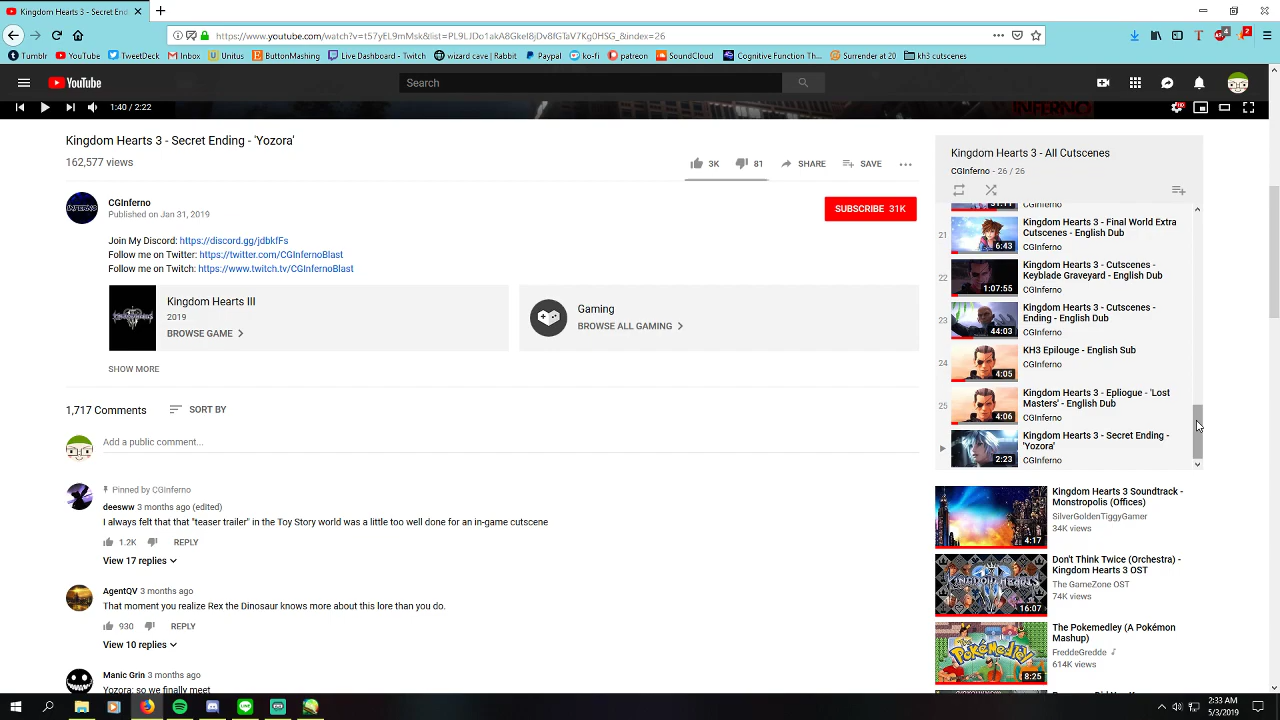 Kingdom Hearts 3 - Secret End
https://www.youtube.com/watch?v=t57yEL9mMsk&list=PL9LJDo1akA8Gkpl8jDv8fGTaV7Kg0HSG_&index=26
Tumblr YouTube TweetDeck Amino Unitus ButtonMasher Livestream Dashboard wizard cave | Rabbit Paypal ko-fi patreon SoundCloud Cognitive Function Th... Surrender at 20 kh3 cutscenes
YouTube
Search
1:40 / 2:22
HD
Kingdom Hearts 3 - Secret Ending - 'Yozora'
162,577 views
3K 81 SHARE SAVE
CGInferno
Published on Jan 31, 2019
SUBSCRIBE 31K
Join My Discord: https://discord.gg/jdbkfFs
Follow me on Twitter: https://twitter.com/CGInfernoBlast
Follow me on Twitch: https://www.twitch.tv/CGInfernoBlast
Kingdom Hearts III
2019
BROWSE GAME
Gaming
BROWSE ALL GAMING
SHOW MORE
1,717 Comments SORT BY
Add a public comment...
Pinned by CGInferno
deesww 3 months ago (edited)
I always felt that that "teaser trailer" in the Toy Story world was a little too well done for an in-game cutscene
1.2K REPLY
View 17 replies
AgentQV 3 months ago
That moment you realize Rex the Dinosaur knows more about this lore than you do.
930 REPLY
View 10 replies
Manic Grin 3 months ago
Yozora: so we finally meet
Kingdom Hearts 3 - All Cutscenes
CGInferno - 26 / 26
CGInferno
21
6:43
Kingdom Hearts 3 - Final World Extra
Cutscenes - English Dub
CGInferno
22
1:07:55
Kingdom Hearts 3 - Cutscenes -
Keyblade Graveyard - English Dub
CGInferno
23
44:03
Kingdom Hearts 3 - Cutscenes -
Ending - English Dub
CGInferno
24
4:05
KH3 Epilouge - English Sub
CGInferno
25
4:06
Kingdom Hearts 3 - Epliogue - 'Lost
Masters' - English Dub
CGInferno
2:23
Kingdom Hearts 3 - Secret Ending -
'Yozora'
CGInferno
4:17
Kingdom Hearts 3 Soundtrack -
Monstropolis (Offices)
SilverGoldenTiggyGamer
34K views
16:07
Don't Think Twice (Orchestra) -
Kingdom Hearts 3 OST
The GameZone OST
74K views
8:25
The Pokemedley (A Pokémon
Mashup)
FreddeGredde
614K views
2:33 AM
5/3/2019